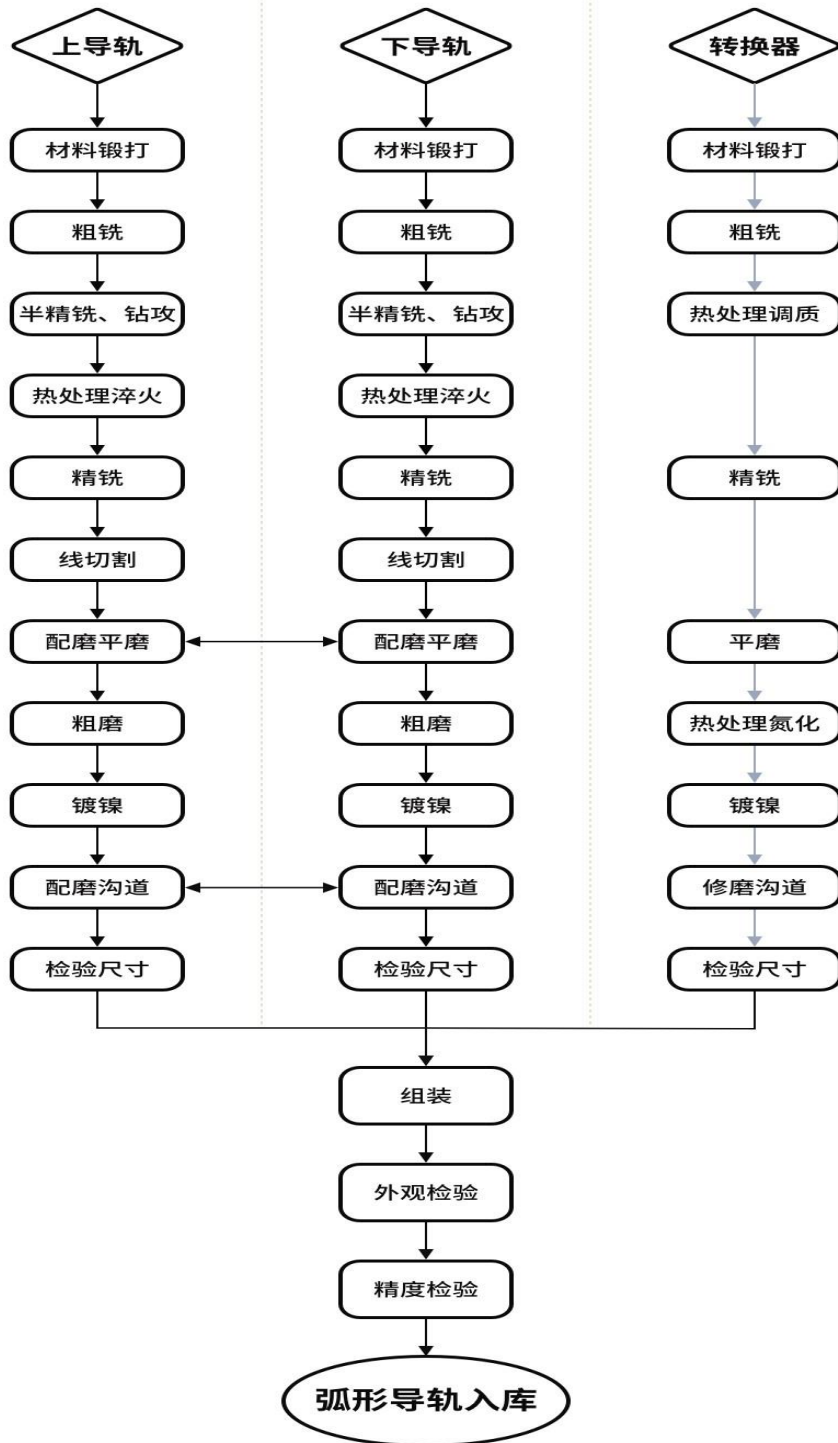 上导轨
下导轨
转换器
材料锻打
材料锻打
材料锻打
粗铣
粗铣
粗铣
半精铣、钻攻
半精铣、钻攻
热处理调质
热处理淬火
热处理淬火
精铣
精铣
精铣
线切割
线切割
配磨平磨
配磨平磨
平磨
粗磨
粗磨
热处理氮化
镀镍
镀镍
镀镍
配磨沟道
配磨沟道
修磨沟道
检验尺寸
检验尺寸
检验尺寸
组装
外观检验
精度检验
弧形导轨入库